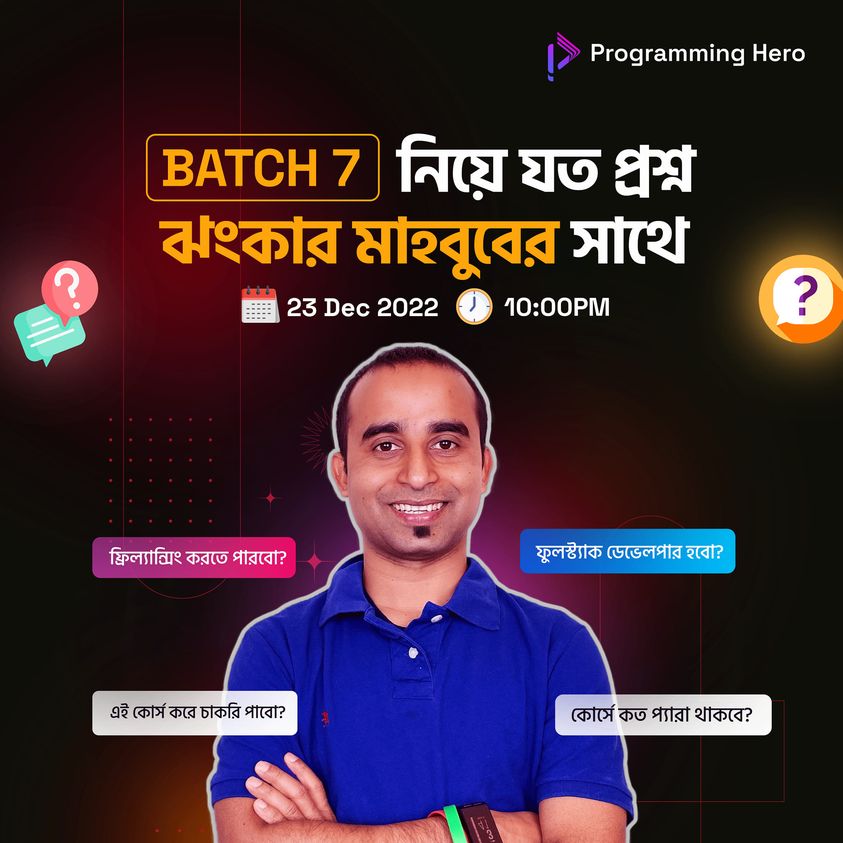 Programming Hero
BATCH 7 নিয়ে যত প্রশ্ন
ঝংকার মাহবুবের সাথে
23 Dec 2022 10:00PM
ফ্রিল্যান্সিং করতে পারবো?
ফুলস্ট্যাক ডেভেলপার হবো?
এই কোর্স করে চাকরি পাবো?
কোর্সে কত প্যারা থাকবে?